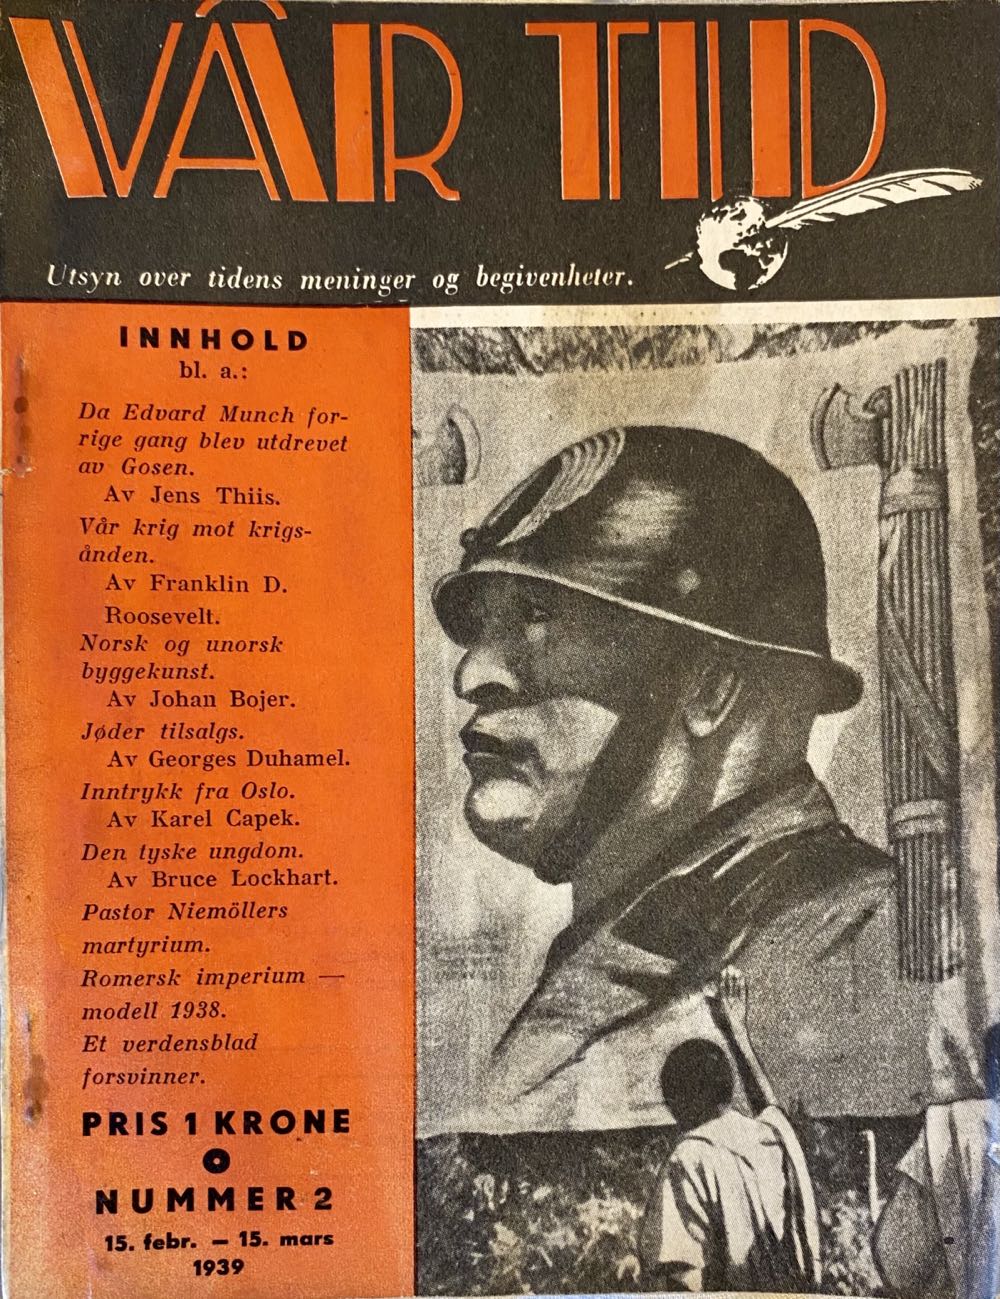 VÅR TID
Utsyn over tidens meninger og begivenheter.
INNHOLD
bl. a.:
Da Edvard Munch for-
rige gang blev utdrevet
av Gosen.
Av Jens Thiis.
Vår krig mot krigs-
ånden.
Av Franklin D.
Roosevelt.
Norsk og unorsk
byggekunst.
Av Johan Bojer.
Jøder tilsalgs.
Av Georges Duhamel.
Inntrykk fra Oslo.
Av Karel Capek.
Den tyske ungdom.
Av Bruce Lockhart.
Pastor Niemöllers
martyrium.
Romersk imperium —
modell 1938.
Et verdensblad
forsvinner.
PRIS 1 KRONE
O
NUMMER 2
15. febr. — 15. mars
1939